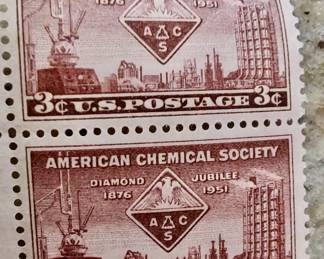 1876 1951
A C
S
3¢ U.S.POSTAGE 3¢
AMERICAN CHEMICAL SOCIETY
DIAMOND JUBILEE
1876 1951
A C
S